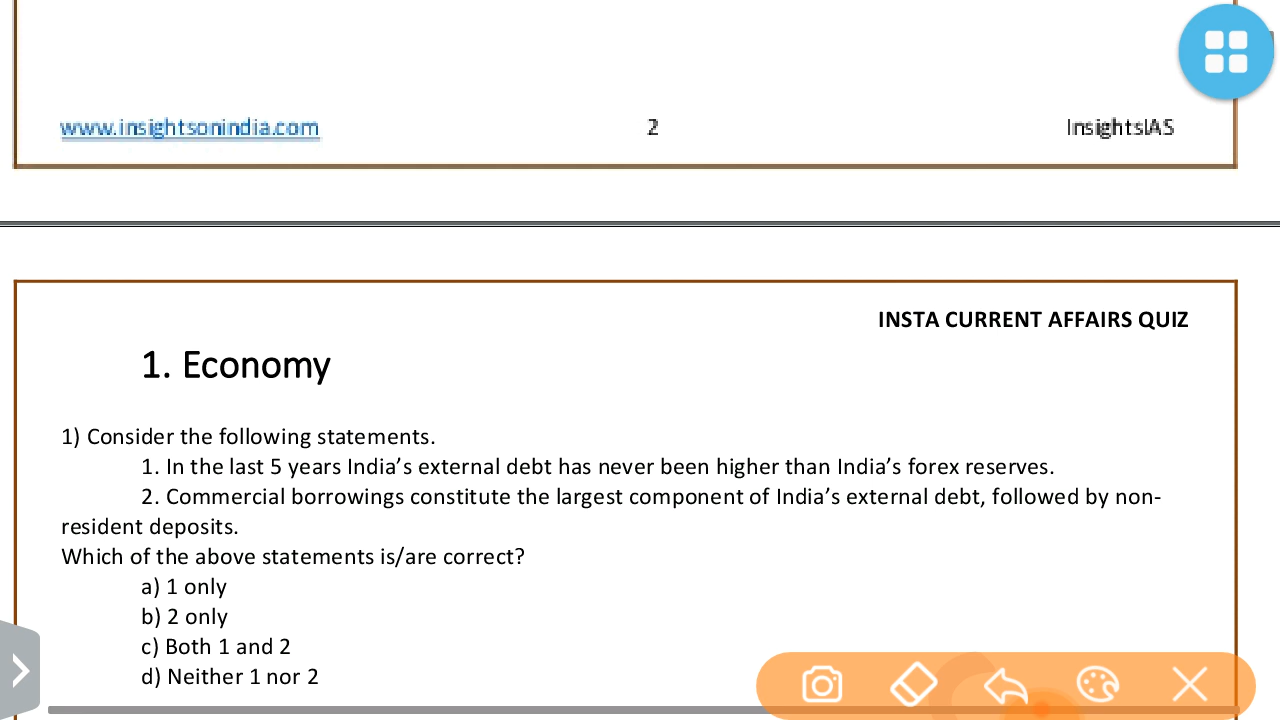 www.insightsonindia.com 2 InsightsIAS
INSTA CURRENT AFFAIRS QUIZ
1. Economy
1) Consider the following statements.
1. In the last 5 years India’s external debt has never been higher than India’s forex reserves.
2. Commercial borrowings constitute the largest component of India’s external debt, followed by non-
resident deposits.
Which of the above statements is/are correct?
a) 1 only
b) 2 only
c) Both 1 and 2
d) Neither 1 nor 2